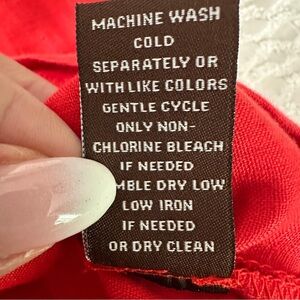 MACHINE WASH
COLD
SEPARATELY OR
WITH LIKE COLORS
GENTLE CYCLE
ONLY NON-
CHLORINE BLEACH
IF NEEDED
MBLE DRY LOW
LOW IRON
IF NEEDED
OR DRY CLEAN